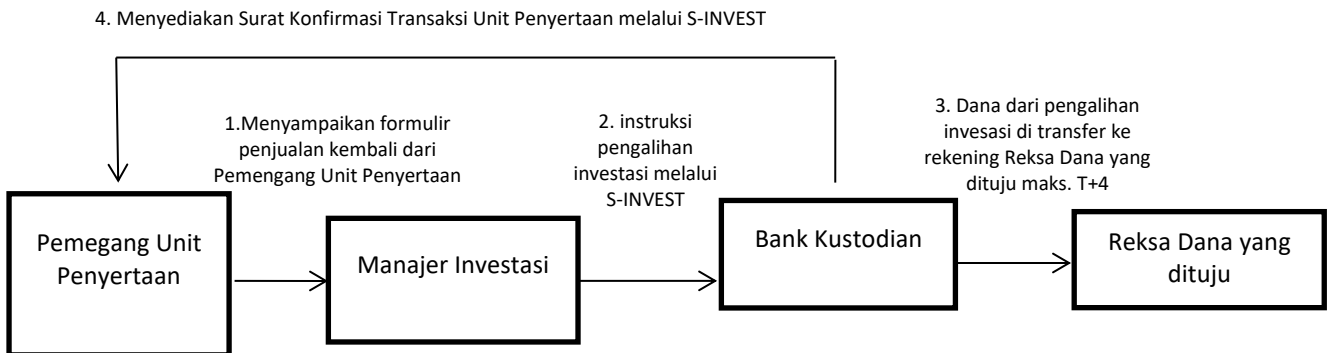 4. Menyediakan Surat Konfirmasi Transaksi Unit Penyertaan melalui S-INVEST
1.Menyampaikan formulir
penjualan kembali dari
Pemengang Unit Penyertaan
2. instruksi
pengalihan
investasi melalui
S-INVEST
3. Dana dari pengalihan
invesasi di transfer ke
rekening Reksa Dana yang
dituju maks. T+4
Pemegang Unit
Penyertaan
Manajer Investasi
Bank Kustodian
Reksa Dana yang
dituju